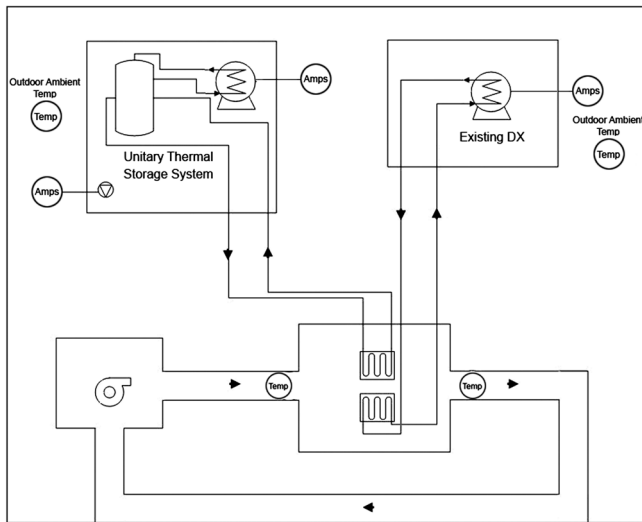 Outdoor Ambient
Temp
Temp
Amps
Unitary Thermal
Storage System
Amps
Amps
Existing DX
Outdoor Ambient
Temp
Temp
Temp
Temp